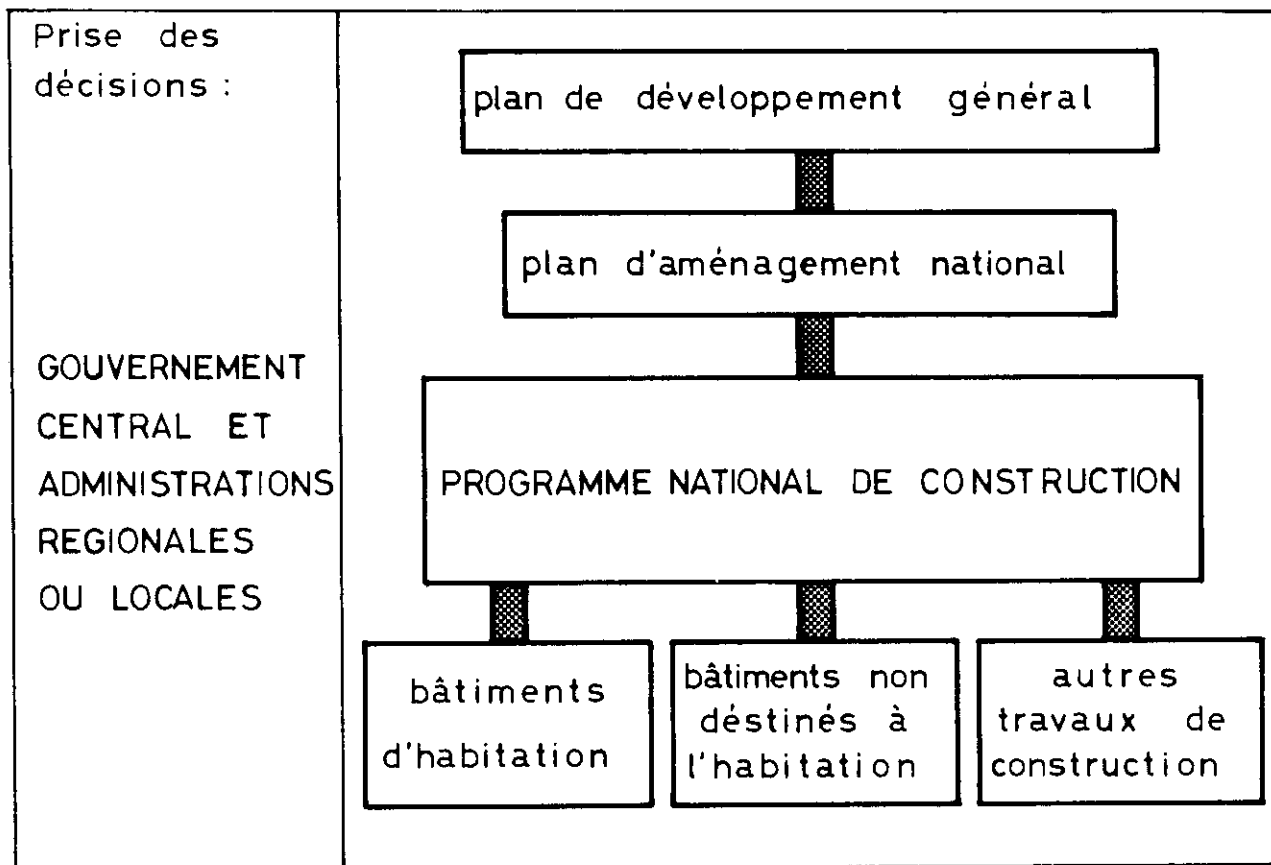 Prise des
décisions :
GOUVERNEMENT
CENTRAL ET
ADMINISTRATIONS
REGIONALES
OU LOCALES
plan de développement général
plan d'aménagement national
PROGRAMME NATIONAL DE CONSTRUCTION
bâtiments
d'habitation
bâtiments non
déstinés à
l'habitation
autres
travaux de
construction